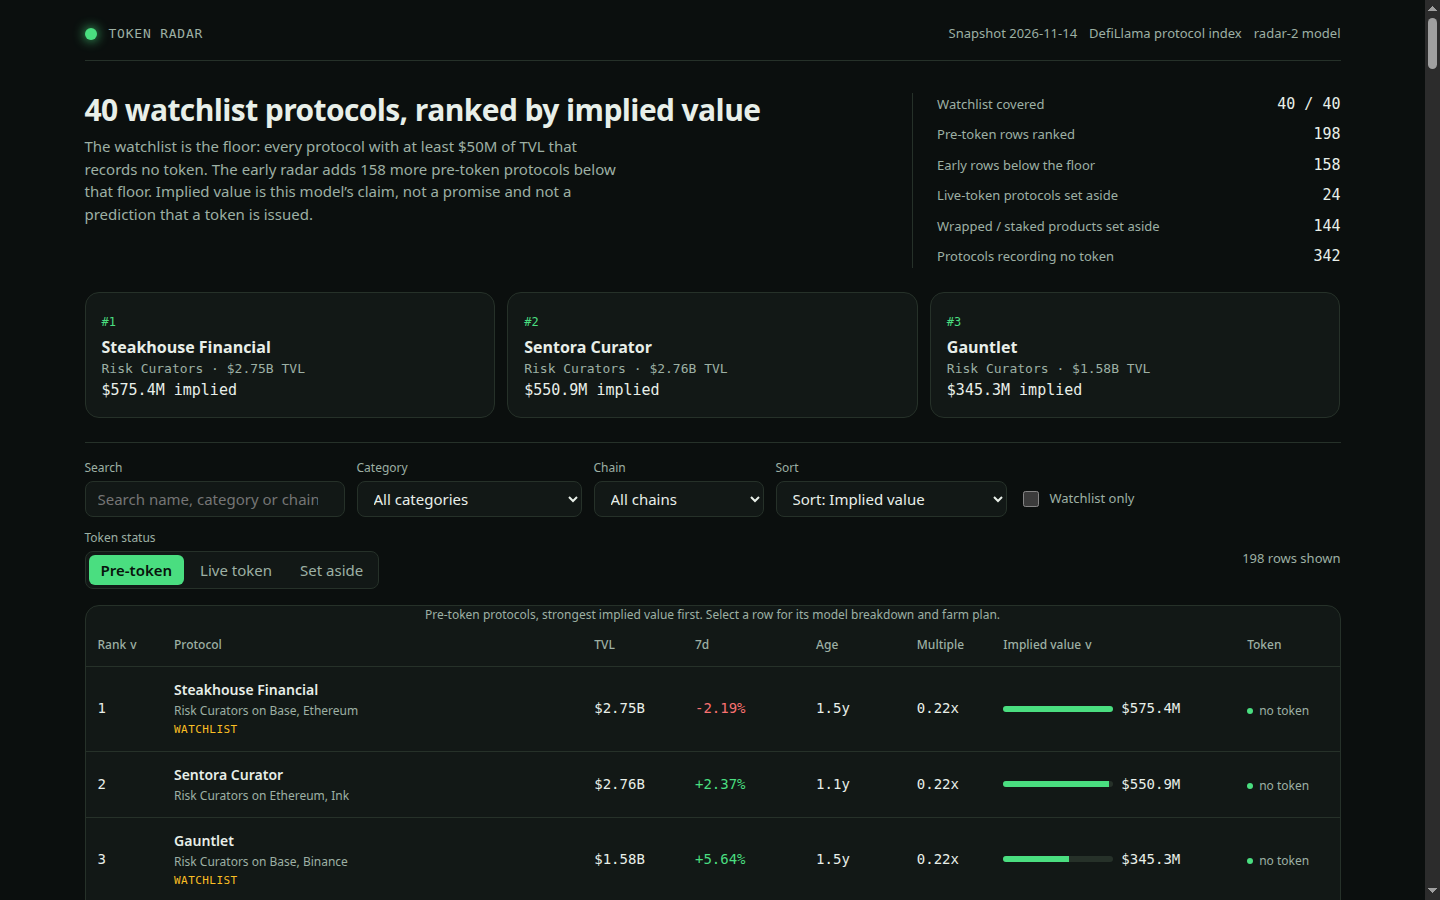 TOKEN RADAR
Snapshot 2026-11-14 DefiLlama protocol index radar-2 model
40 watchlist protocols, ranked by implied value
The watchlist is the floor: every protocol with at least $50M of TVL that
records no token. The early radar adds 158 more pre-token protocols below
that floor. Implied value is this model’s claim, not a promise and not a
prediction that a token is issued.
Watchlist covered 40 / 40
Pre-token rows ranked 198
Early rows below the floor 158
Live-token protocols set aside 24
Wrapped / staked products set aside 144
Protocols recording no token 342
#1
Steakhouse Financial
Risk Curators · $2.75B TVL
$575.4M implied
#2
Sentora Curator
Risk Curators · $2.76B TVL
$550.9M implied
#3
Gauntlet
Risk Curators · $1.58B TVL
$345.3M implied
Search Category Chain Sort
Search name, category or chain All categories All chains Sort: Implied value Watchlist only
Token status
Pre-token Live token Set aside
198 rows shown
Pre-token protocols, strongest implied value first. Select a row for its model breakdown and farm plan.
Rank v Protocol TVL 7d Age Multiple Implied value v Token
1 Steakhouse Financial $2.75B -2.19% 1.5y 0.22x $575.4M no token
Risk Curators on Base, Ethereum
WATCHLIST
2 Sentora Curator $2.76B +2.37% 1.1y 0.22x $550.9M no token
Risk Curators on Ethereum, Ink
3 Gauntlet $1.58B +5.64% 1.5y 0.22x $345.3M no token
Risk Curators on Base, Binance
WATCHLIST